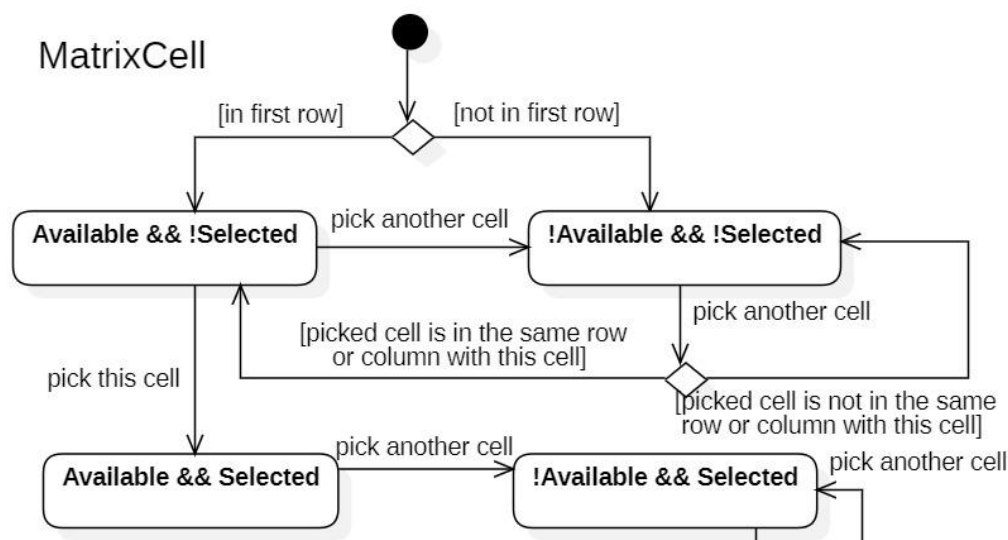 MatrixCell
[in first row]
[not in first row]
Available && !Selected
pick another cell
!Available && !Selected
pick another cell
[picked cell is in the same row
or column with this cell]
pick this cell
[picked cell is not in the same
row or column with this cell]
Available && Selected
pick another cell
!Available && Selected
pick another cell